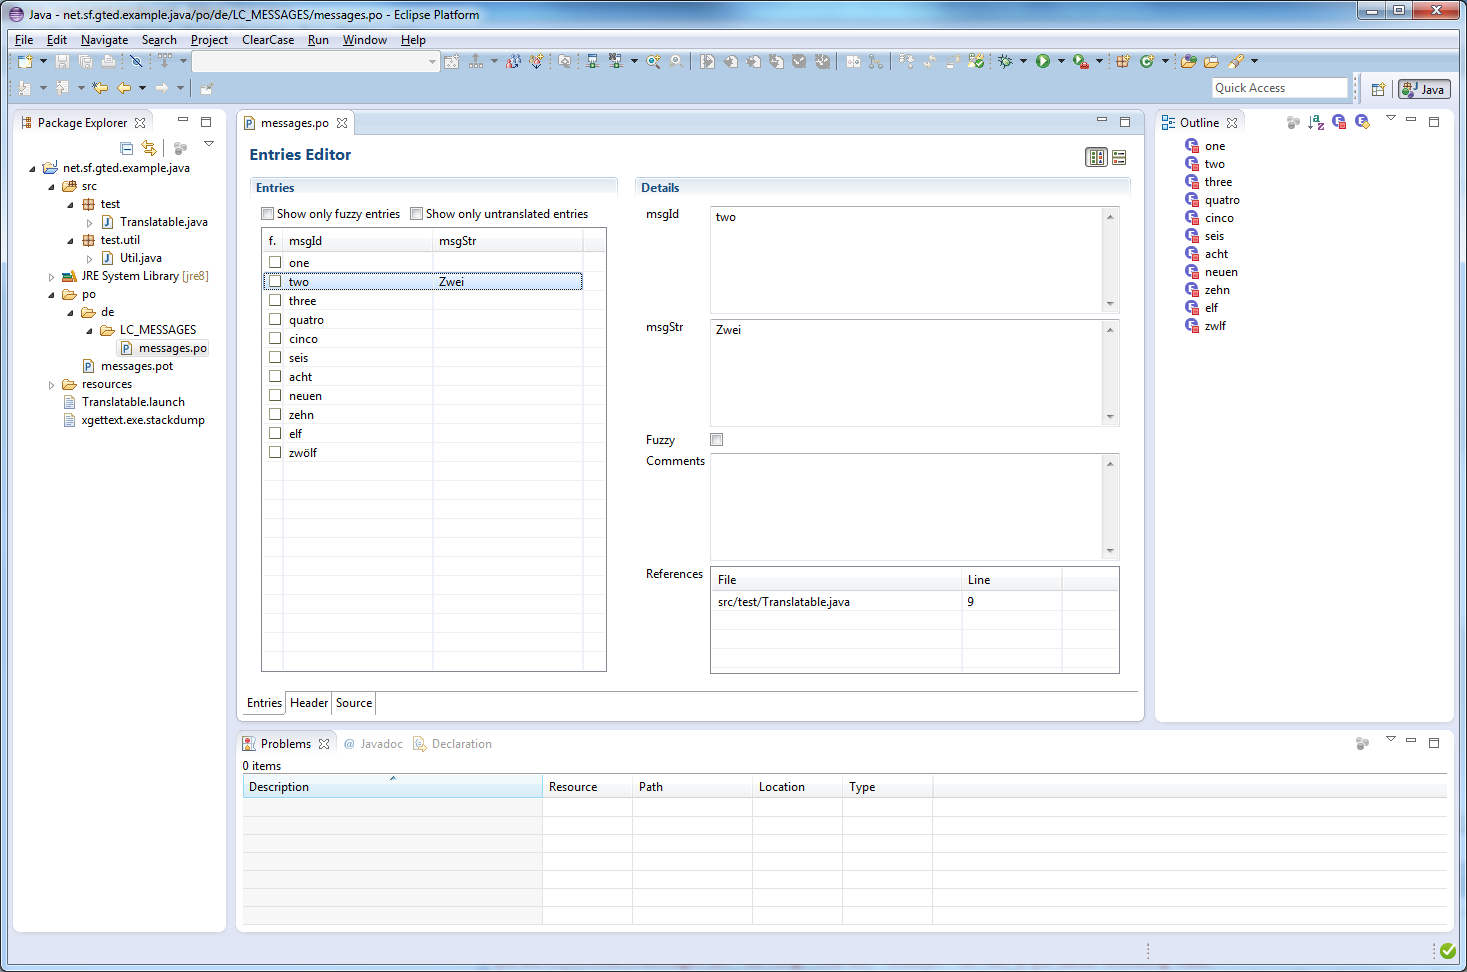 Java - net.sf.gted.example.java/po/de/LC_MESSAGES/messages.po - Eclipse Platform
File Edit Navigate Search Project ClearCase Run Window Help
Quick Access
Java
Package Explorer
net.sf.gted.example.java
src
test
Translatable.java
test.util
Util.java
JRE System Library [jre8]
po
de
LC_MESSAGES
messages.po
messages.pot
resources
Translatable.launch
xgettext.exe.stackdump
messages.po
Entries Editor
Entries
Show only fuzzy entries Show only untranslated entries
f. msgId msgStr
one
two Zwei
three
quatro
cinco
seis
acht
neuen
zehn
elf
zwölf
Details
msgId two
msgStr Zwei
Fuzzy
Comments
References
File Line
src/test/Translatable.java 9
Entries Header Source
Outline
one
two
three
quatro
cinco
seis
acht
neuen
zehn
elf
zwlf
Problems @ Javadoc Declaration
0 items
Description Resource Path Location Type